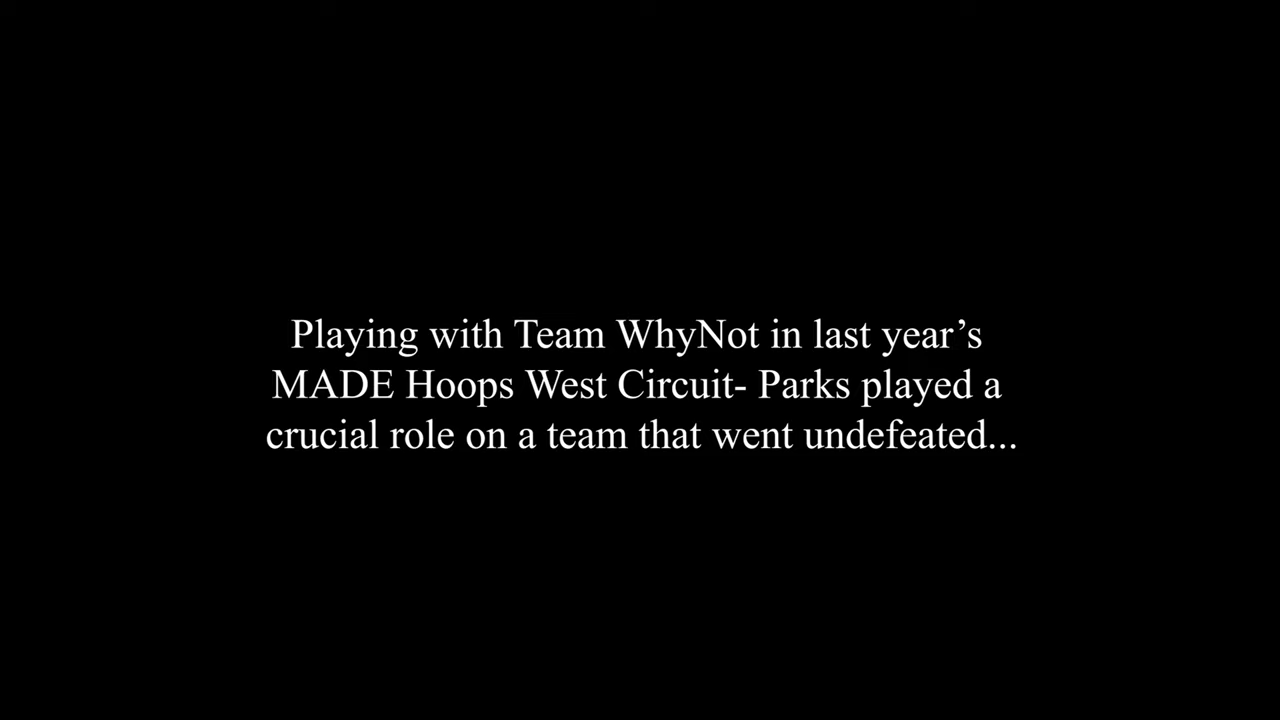 Playing with Team WhyNot in last year’s
MADE Hoops West Circuit- Parks played a
crucial role on a team that went undefeated...